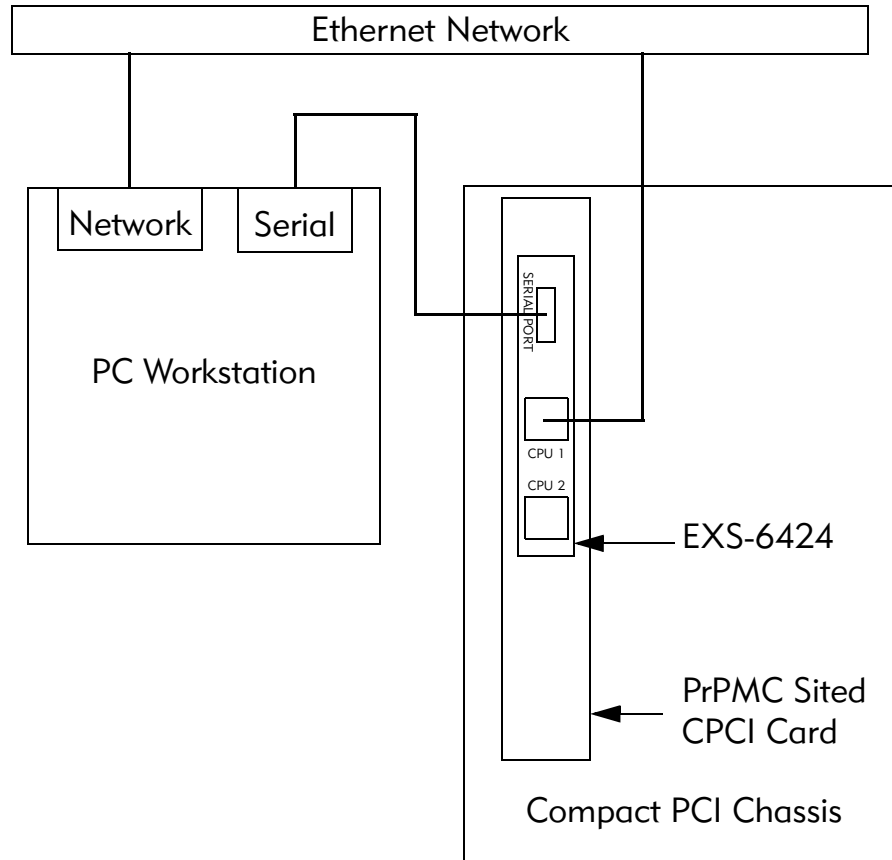 Ethernet Network
Network
Serial
SERIAL PORT
PC Workstation
CPU 1
CPU 2
EXS-6424
PrPMC Sited
CPCI Card
Compact PCI Chassis